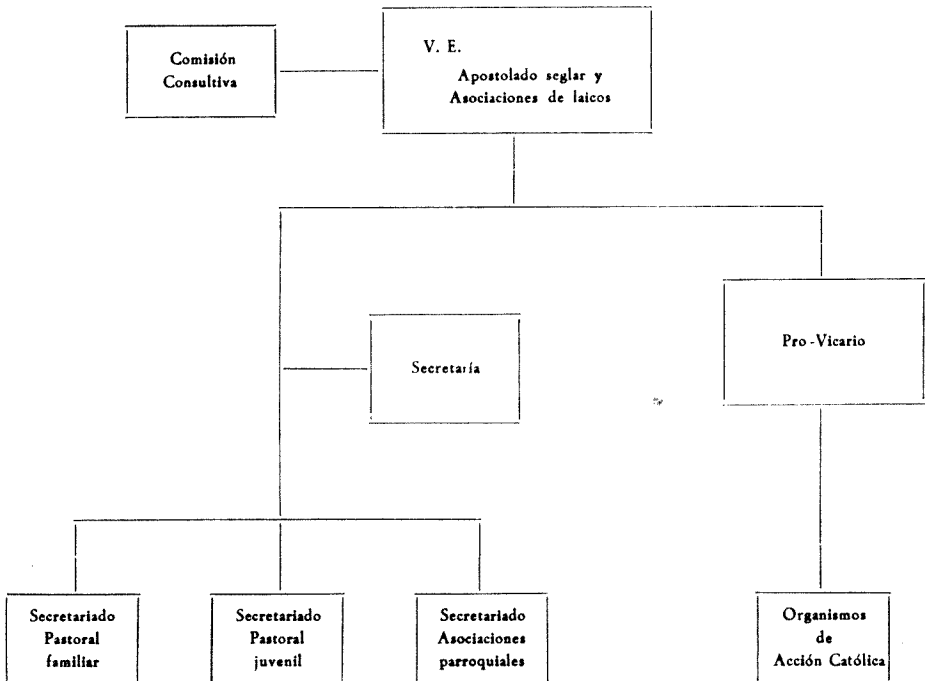 Comisión
Consultiva
V. E.
Apostolado seglar y
Asociaciones de laicos
Pro-Vicario
Secretaría
Secretariado
Pastoral
familiar
Secretariado
Pastoral
juvenil
Secretariado
Asociaciones
parroquiales
Organismos
de
Acción Católica